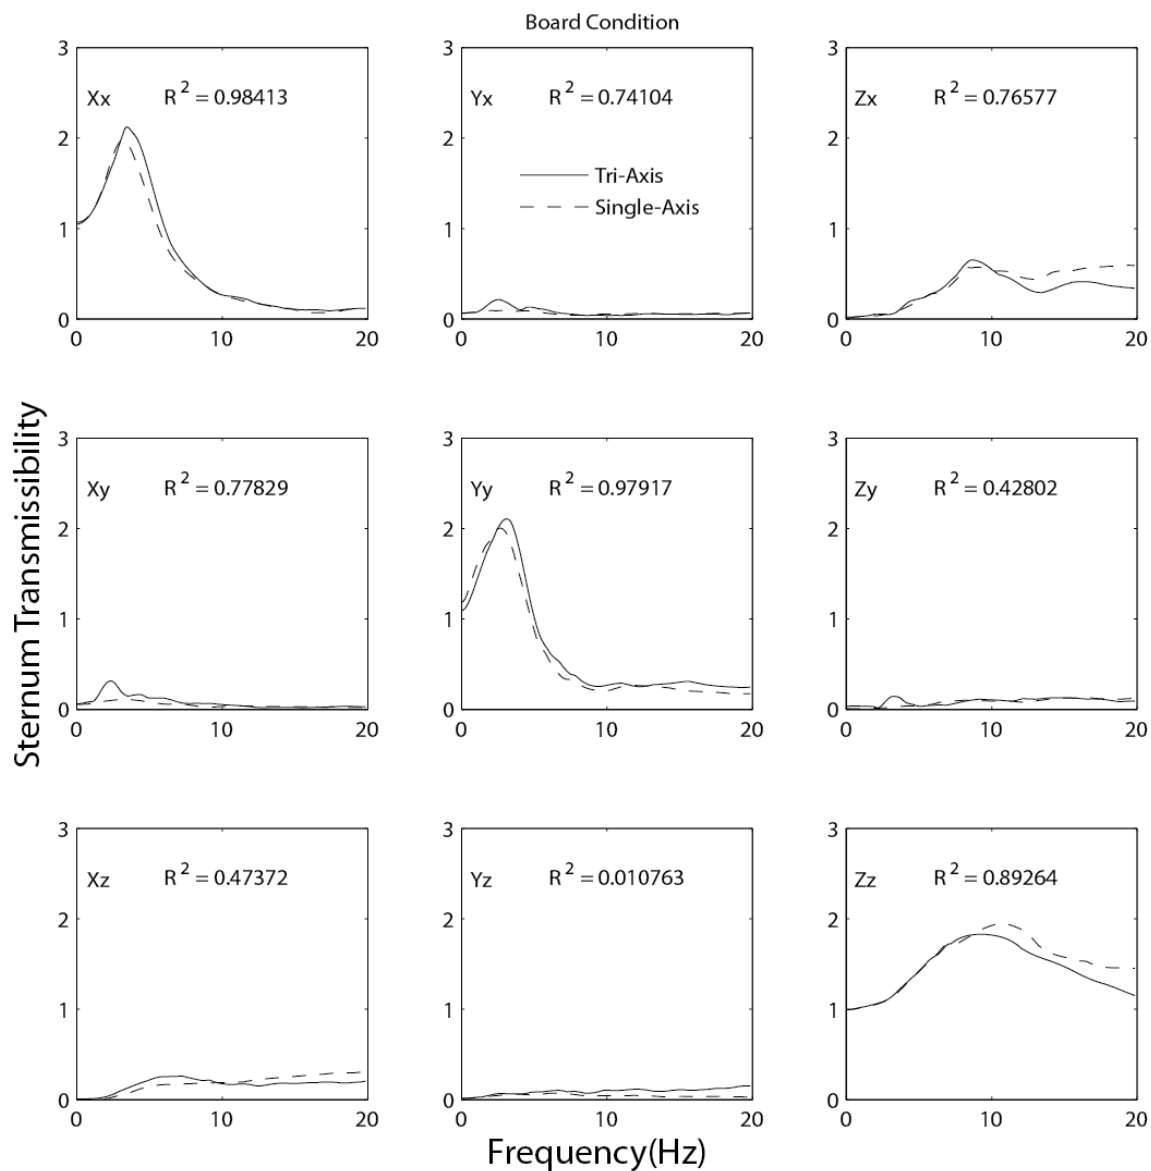 Board Condition
3
2
1
0
0 10 20
Xx R² = 0.98413
3
2
1
0
0 10 20
Yx R² = 0.74104
Tri-Axis
Single-Axis
3
2
1
0
0 10 20
Zx R² = 0.76577
Sternum Transmissibility
3
2
1
0
0 10 20
Xy R² = 0.77829
3
2
1
0
0 10 20
Yy R² = 0.97917
3
2
1
0
0 10 20
Zy R² = 0.42802
3
2
1
0
0 10 20
Xz R² = 0.47372
3
2
1
0
0 10 20
Yz R² = 0.010763
3
2
1
0
0 10 20
Zz R² = 0.89264
Frequency(Hz)